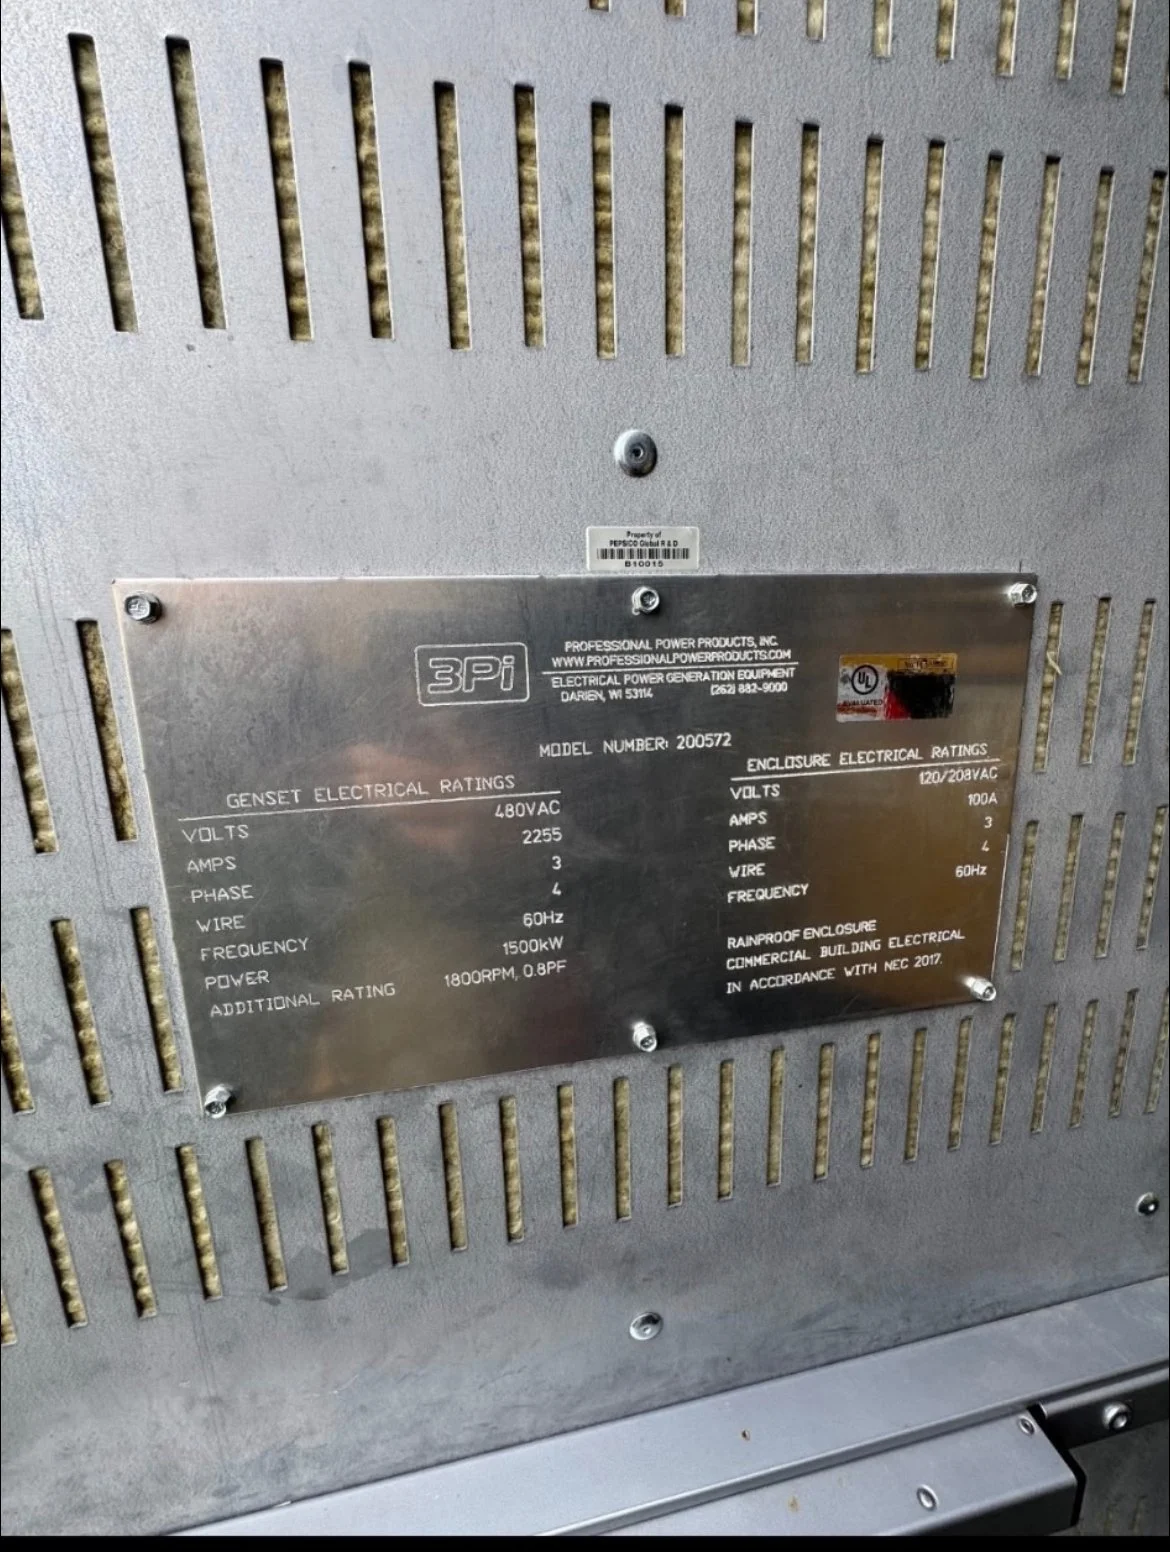 Property of
PEPSICO Global R & D
B10015
3Pi
PROFESSIONAL POWER PRODUCTS, INC.
WWW.PROFESSIONALPOWERPRODUCTS.COM
ELECTRICAL POWER GENERATION EQUIPMENT
DARIEN, WI 53114 (262) 882-9000
UL
MODEL NUMBER: 200572
GENSET ELECTRICAL RATINGS
VOLTS 480VAC
AMPS 2255
PHASE 3
WIRE 4
FREQUENCY 60Hz
POWER 1500kW
ADDITIONAL RATING 1800RPM, 0.8PF
ENCLOSURE ELECTRICAL RATINGS
VOLTS 120/208VAC
AMPS 100A
PHASE 3
WIRE 4
FREQUENCY 60Hz
RAINPROOF ENCLOSURE
COMMERCIAL BUILDING ELECTRICAL
IN ACCORDANCE WITH NEC 2017.